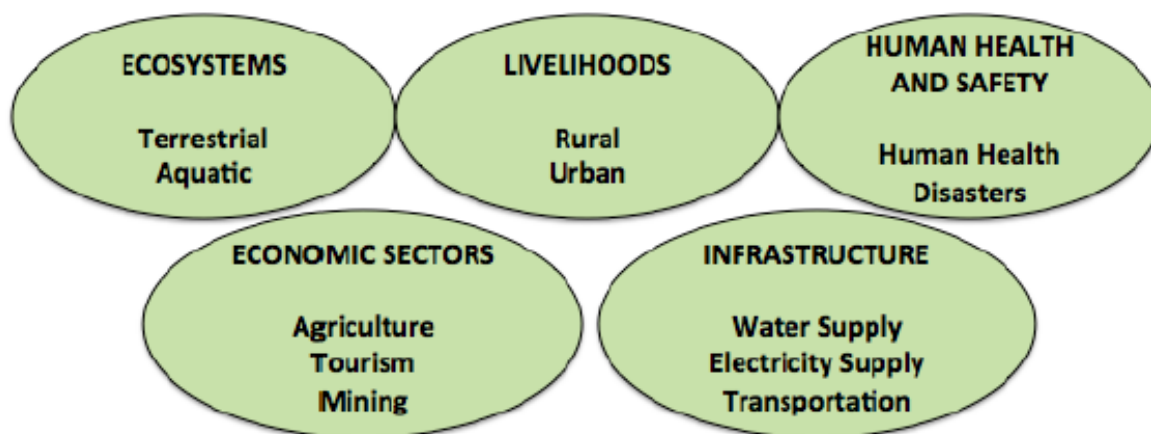 ECOSYSTEMS
Terrestrial
Aquatic
LIVELIHOODS
Rural
Urban
HUMAN HEALTH
AND SAFETY
Human Health
Disasters
ECONOMIC SECTORS
Agriculture
Tourism
Mining
INFRASTRUCTURE
Water Supply
Electricity Supply
Transportation